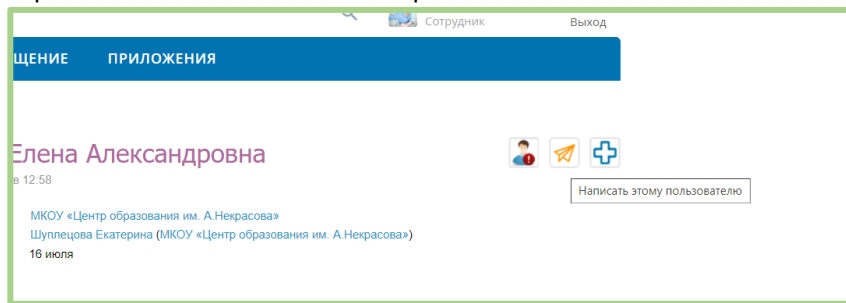 Сотрудник Выход
ЩЕНИЕ ПРИЛОЖЕНИЯ
Елена Александровна
в 12:58
Написать этому пользователю
МКОУ «Центр образования им. А.Некрасова»
Шуплецова Екатерина (МКОУ «Центр образования им. А.Некрасова»)
16 июля